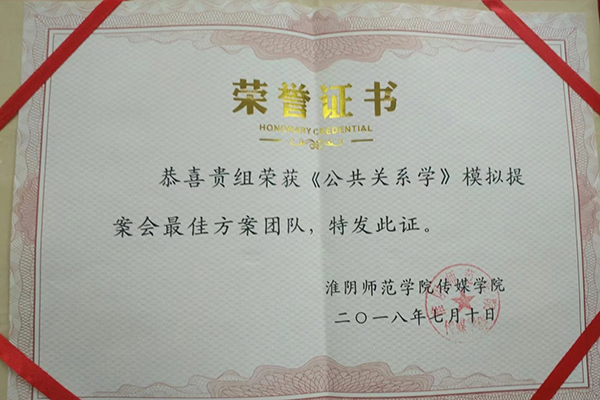 荣誉证书
HONORARY CREDENTIAL
恭喜贵组荣获《公共关系学》模拟提
案会最佳方案团队，特发此证。
淮阴师范学院传媒学院
二〇一八年七月十日